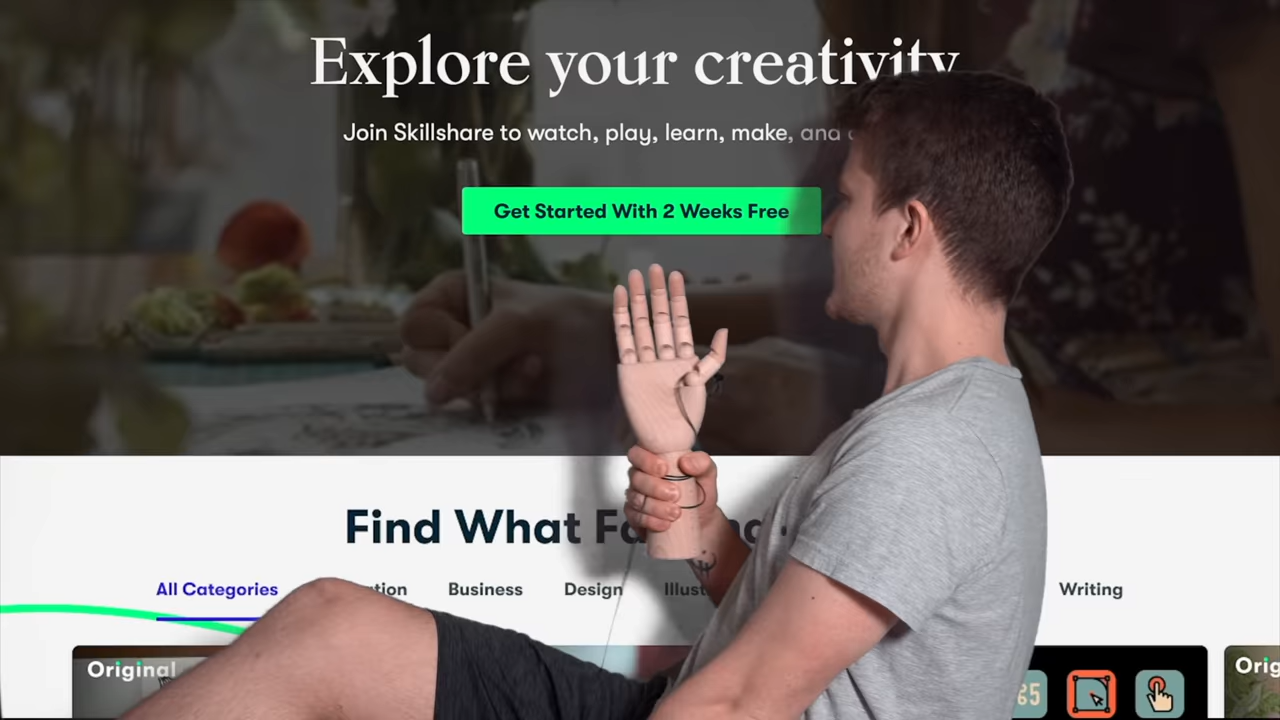 Explore your creativity
Join Skillshare to watch, play, learn, make, and
Get Started With 2 Weeks Free
Find What
All Categories
Business
Design
Writing
Original